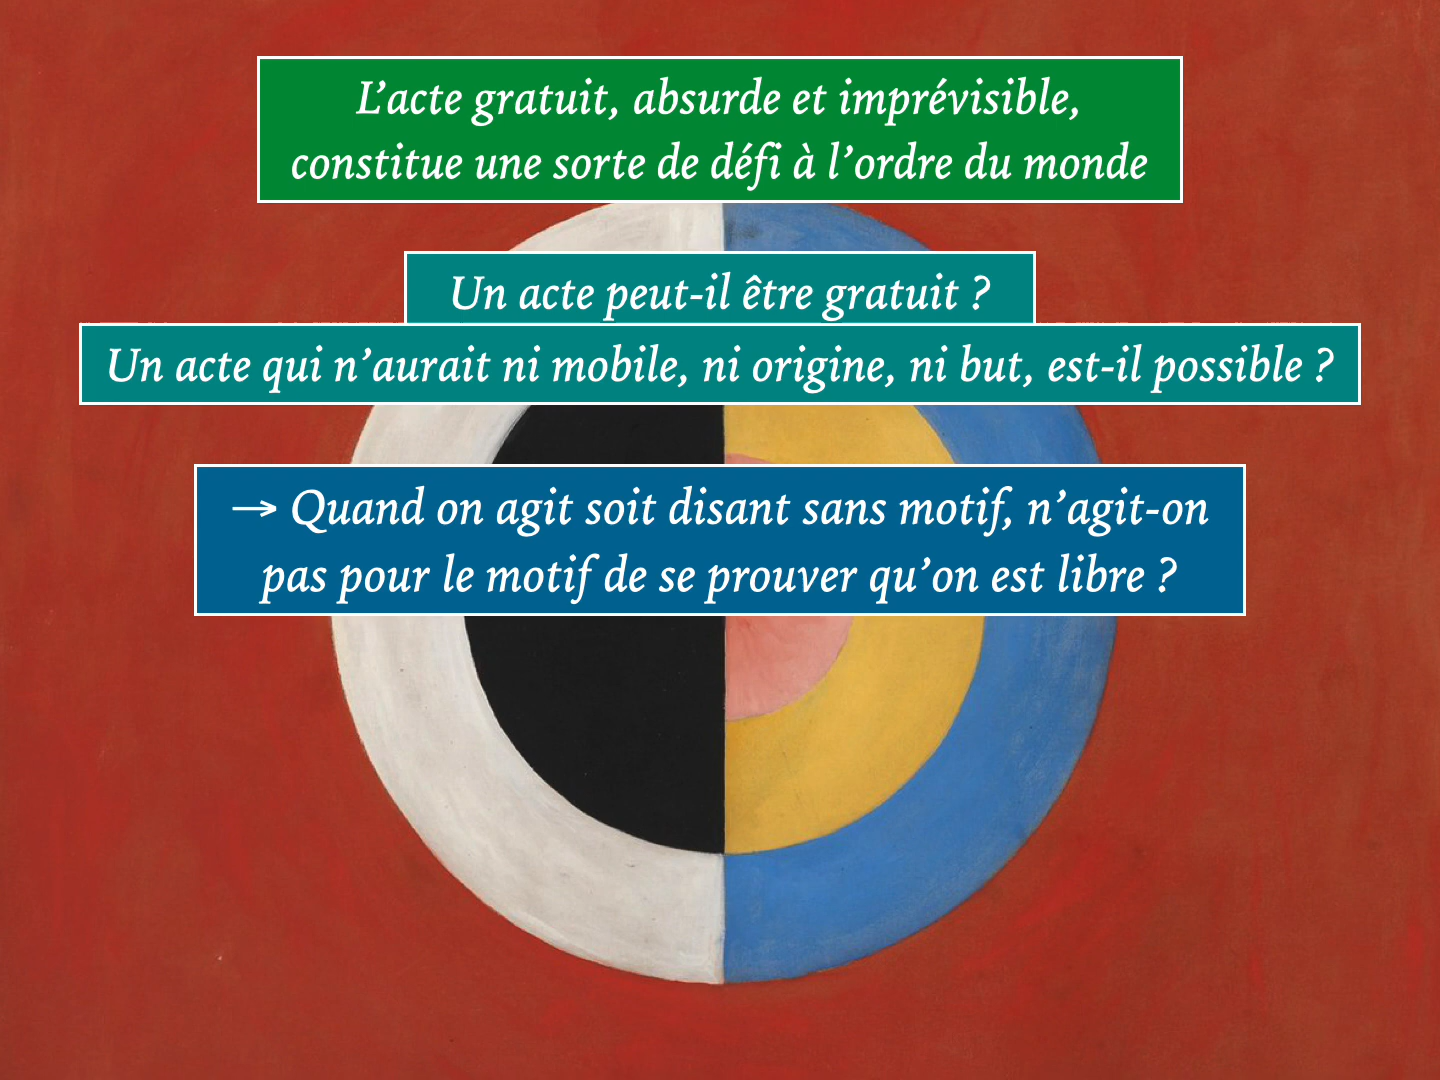 L’acte gratuit, absurde et imprévisible,
constitue une sorte de défi à l’ordre du monde
Un acte peut-il être gratuit ?
Un acte qui n’aurait ni mobile, ni origine, ni but, est-il possible ?
→ Quand on agit soit disant sans motif, n’agit-on
pas pour le motif de se prouver qu’on est libre ?